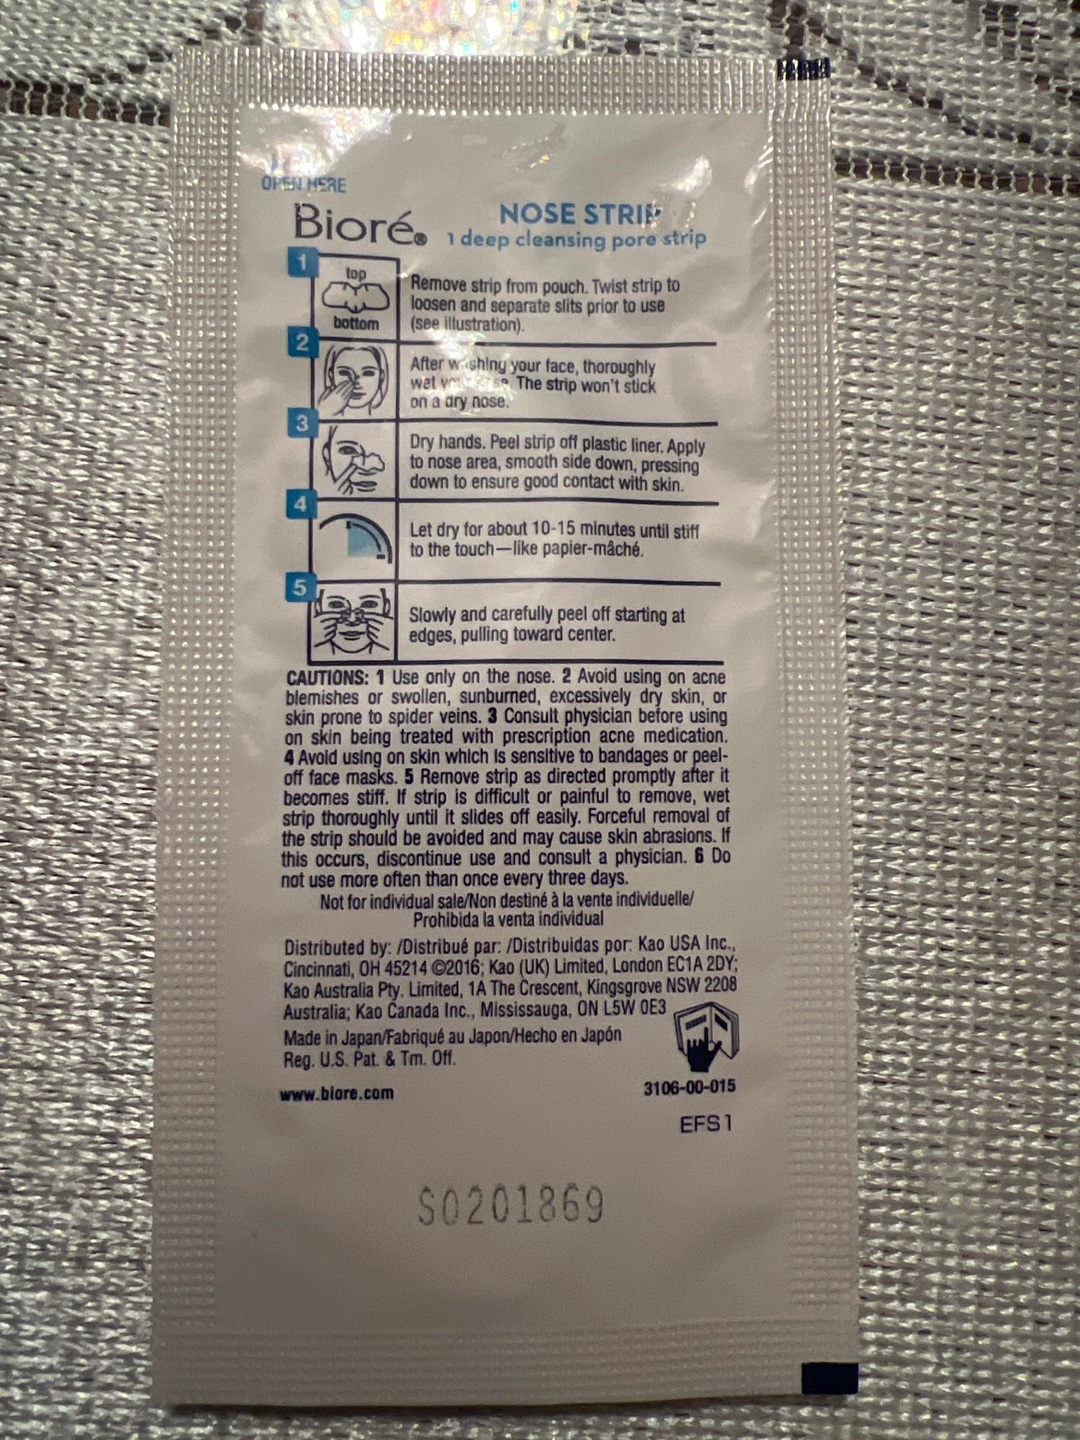 OPEN HERE
Bioré®
NOSE STRIP
1 deep cleansing pore strip
1
top
bottom
Remove strip from pouch. Twist strip to
loosen and separate slits prior to use
(see illustration).
2
After washing your face, thoroughly
wet your nose. The strip won't stick
on a dry nose.
3
Dry hands. Peel strip off plastic liner. Apply
to nose area, smooth side down, pressing
down to ensure good contact with skin.
4
Let dry for about 10-15 minutes until stiff
to the touch—like papier-mâché.
5
Slowly and carefully peel off starting at
edges, pulling toward center.
CAUTIONS: 1 Use only on the nose. 2 Avoid using on acne
blemishes or swollen, sunburned, excessively dry skin, or
skin prone to spider veins. 3 Consult physician before using
on skin being treated with prescription acne medication.
4 Avoid using on skin which is sensitive to bandages or peel-
off face masks. 5 Remove strip as directed promptly after it
becomes stiff. If strip is difficult or painful to remove, wet
strip thoroughly until it slides off easily. Forceful removal of
the strip should be avoided and may cause skin abrasions. If
this occurs, discontinue use and consult a physician. 6 Do
not use more often than once every three days.
Not for individual sale/Non destiné à la vente individuelle/
Prohibida la venta individual
Distributed by: /Distribué par: /Distribuidas por: Kao USA Inc.,
Cincinnati, OH 45214 ©2016; Kao (UK) Limited, London EC1A 2DY;
Kao Australia Pty. Limited, 1A The Crescent, Kingsgrove NSW 2208
Australia; Kao Canada Inc., Mississauga, ON L5W 0E3
Made in Japan/Fabriqué au Japon/Hecho en Japón
Reg. U.S. Pat. & Tm. Off.
www.biore.com
3106-00-015
EFS1
S0201869